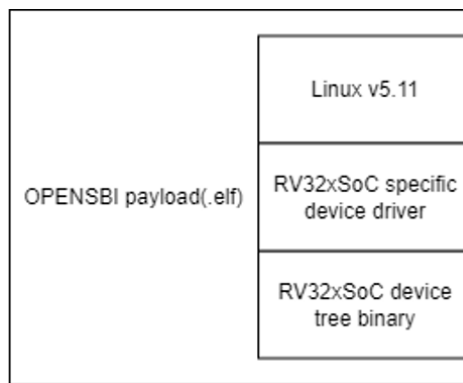 Linux v5.11
OPENSBI payload(.elf)
RV32xSoC specific
device driver
RV32xSoC device
tree binary